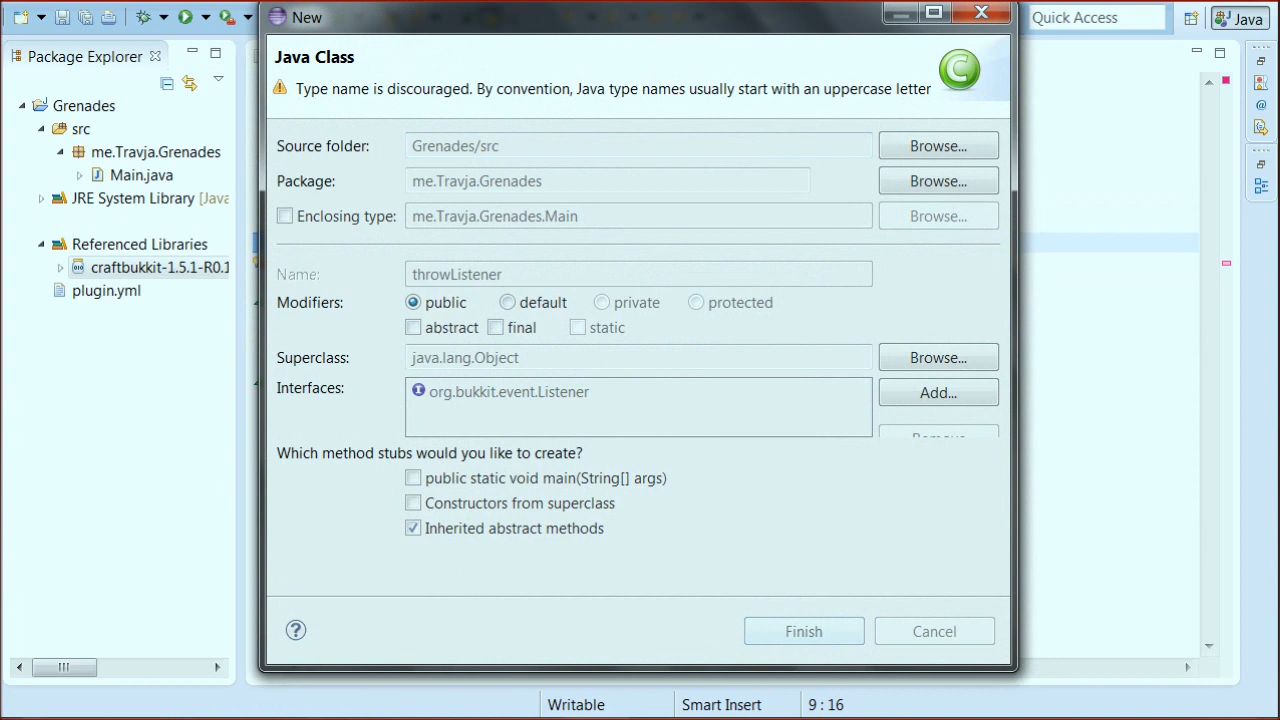 New
Quick Access
Java
Package Explorer
Java Class
Type name is discouraged. By convention, Java type names usually start with an uppercase letter
Grenades
src
me.Travja.Grenades
Main.java
JRE System Library [Java
Referenced Libraries
craftbukkit-1.5.1-R0.1
plugin.yml
Source folder: Grenades/src Browse...
Package: me.Travja.Grenades Browse...
Enclosing type: me.Travja.Grenades.Main Browse...
Name: throwListener
Modifiers: public default private protected
abstract final static
Superclass: java.lang.Object Browse...
Interfaces: org.bukkit.event.Listener Add...
Which method stubs would you like to create?
public static void main(String[] args)
Constructors from superclass
Inherited abstract methods
Finish Cancel
Writable Smart Insert 9 : 16